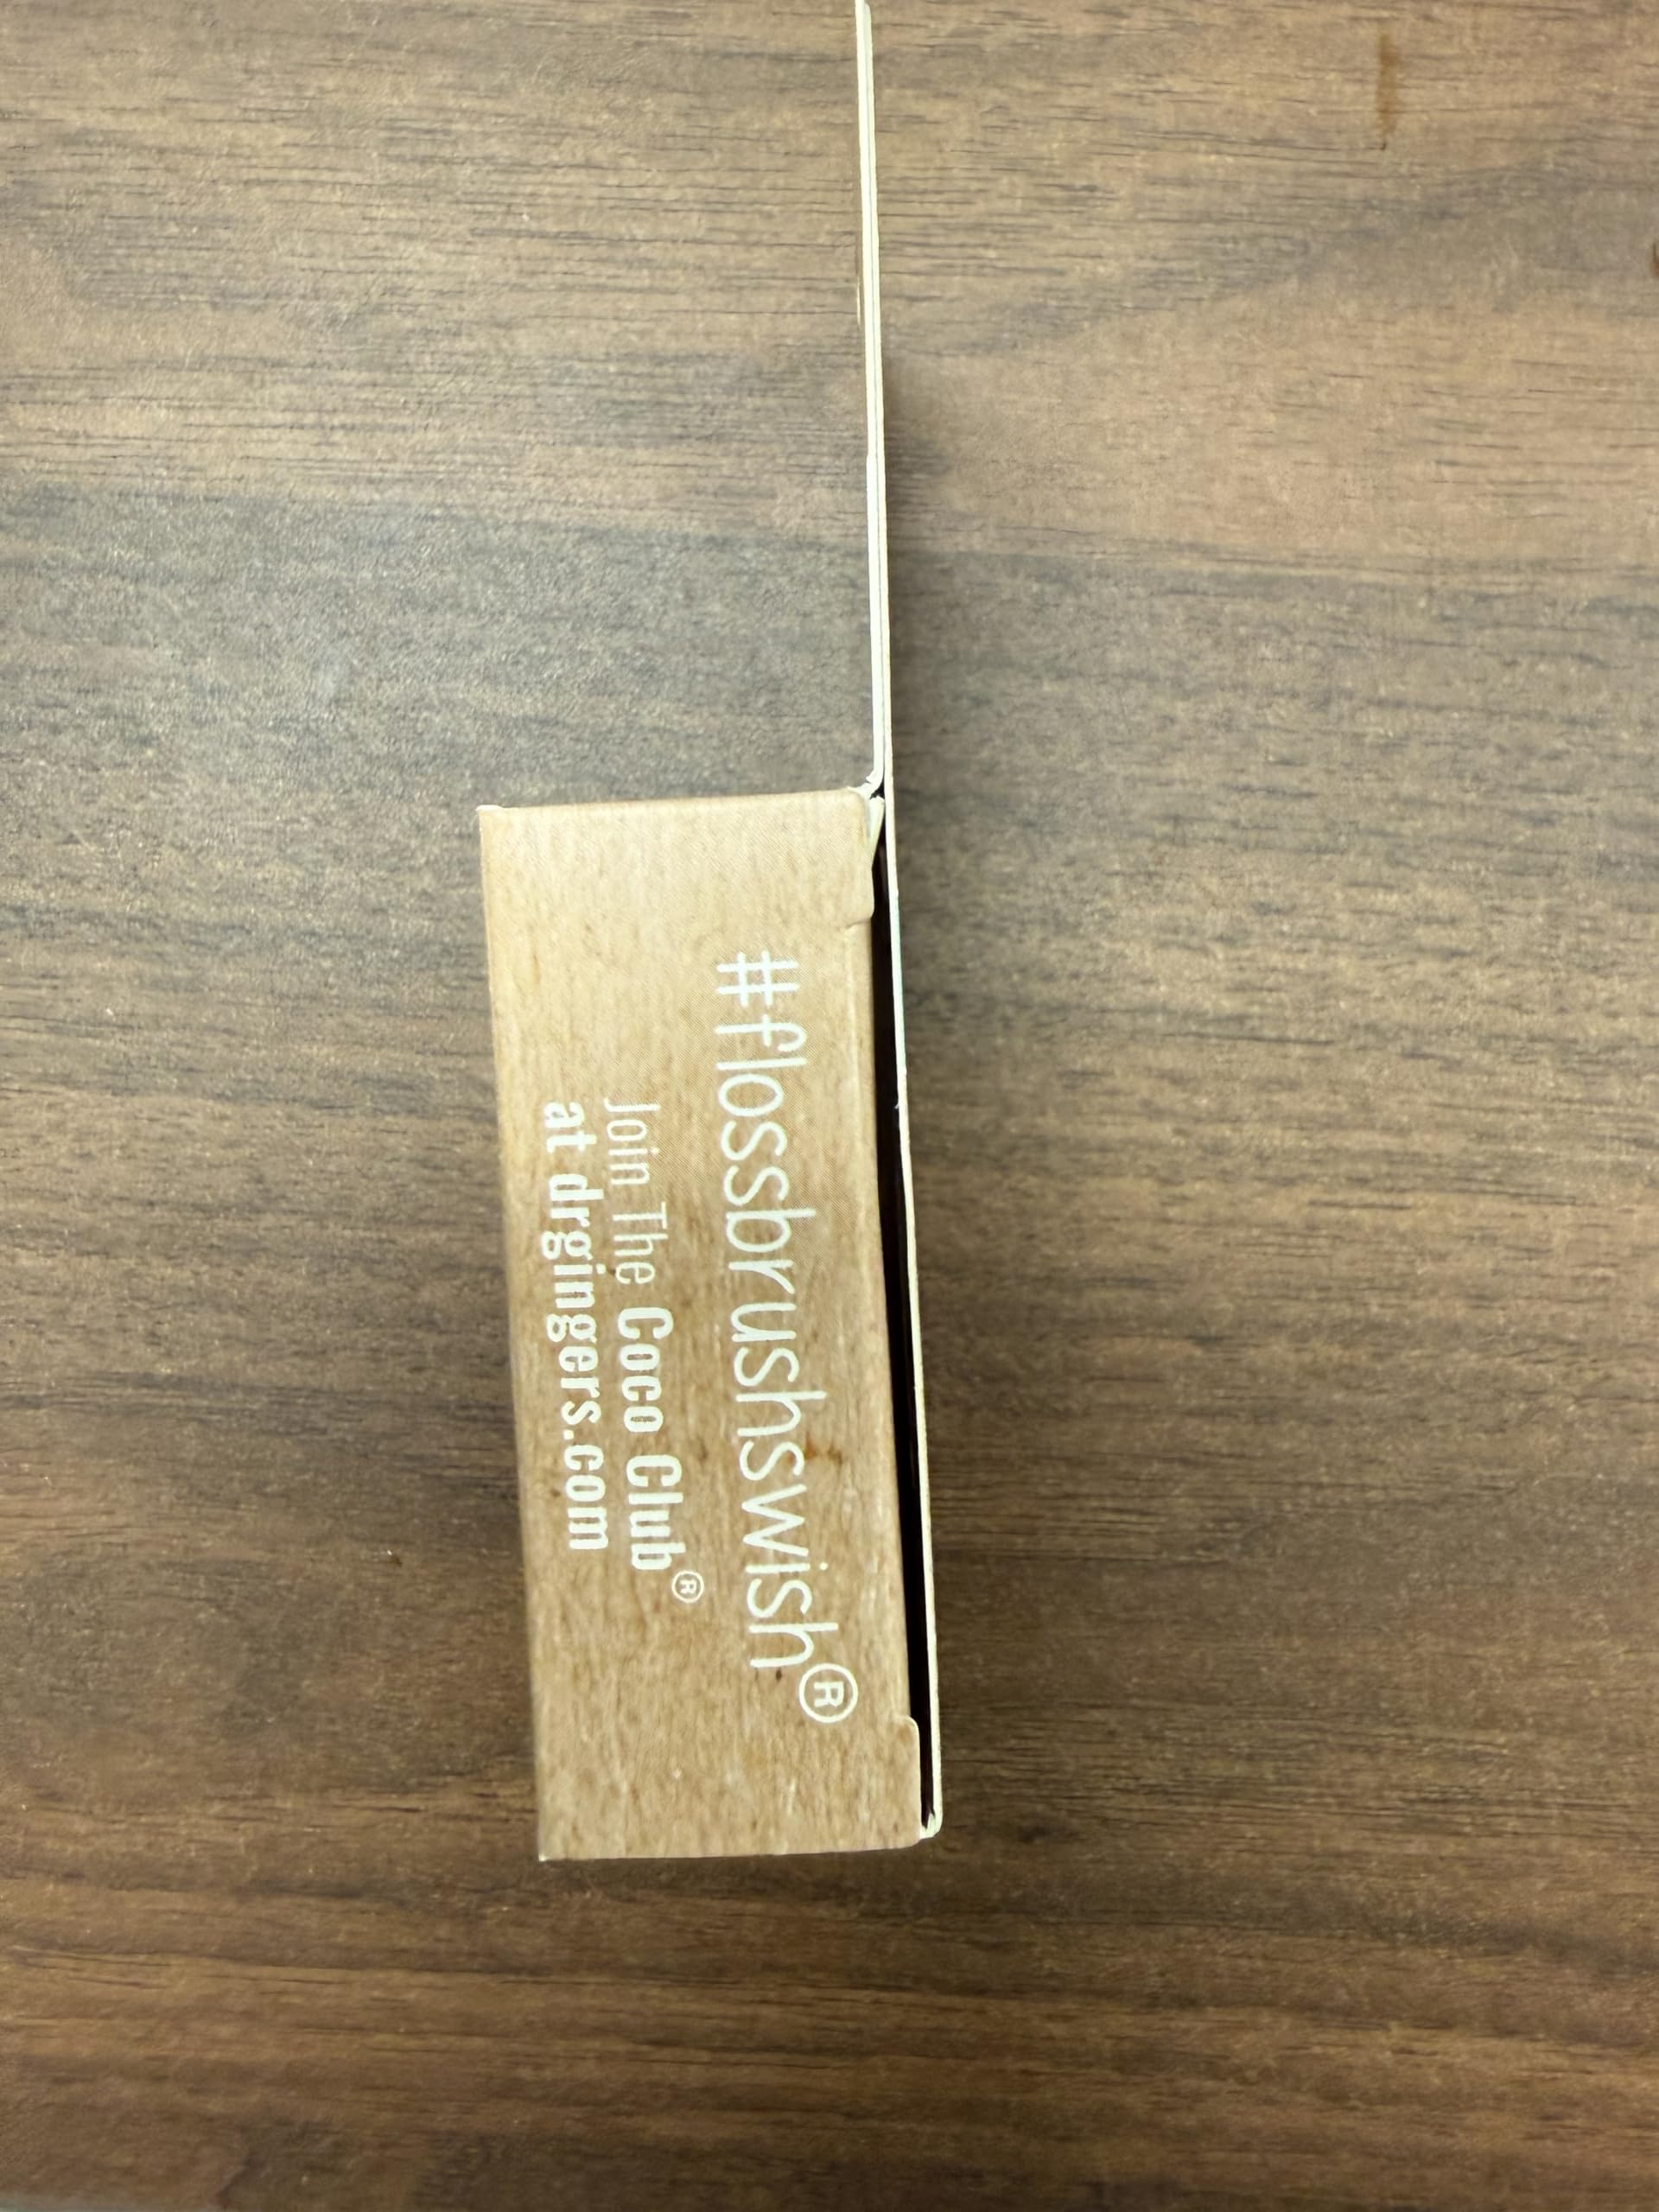 #flossbrushswish®
Join The Coco Club®
at drgingers.com